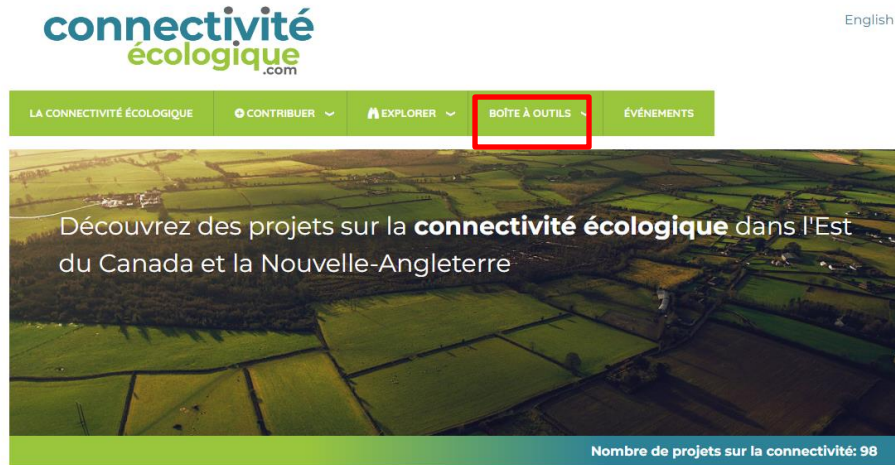 connectivité
écologique
.com
English
LA CONNECTIVITÉ ÉCOLOGIQUE CONTRIBUER EXPLORER BOÎTE À OUTILS ÉVÉNEMENTS
Découvrez des projets sur la connectivité écologique dans l'Est
du Canada et la Nouvelle-Angleterre
Nombre de projets sur la connectivité: 98